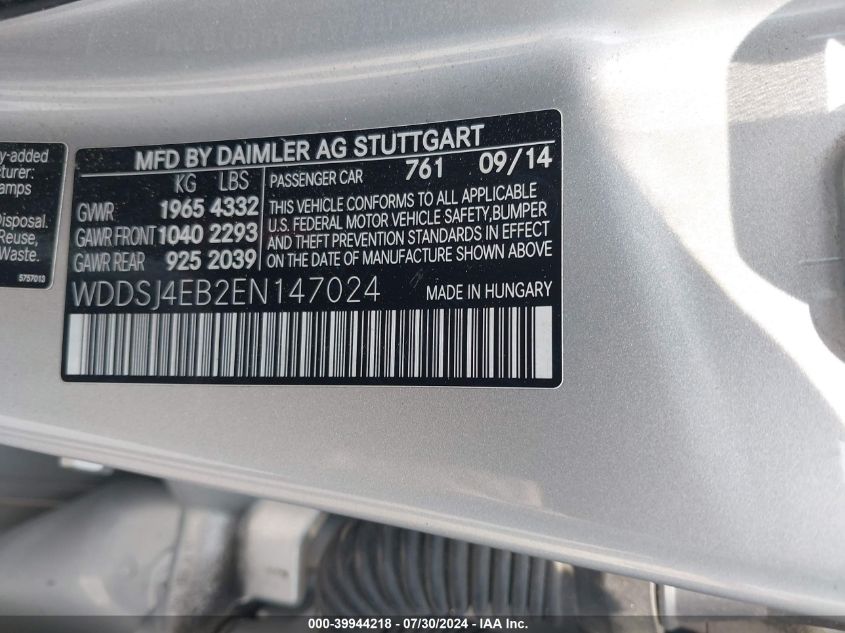 y-added
cturer:
amps
Disposal.
Reuse,
Waste.
5757013
MFD BY DAIMLER AG STUTTGART
KG LBS PASSENGER CAR 761 09/14
GVWR 1965 4332
GAWR FRONT 1040 2293
GAWR REAR 925 2039
THIS VEHICLE CONFORMS TO ALL APPLICABLE
U.S. FEDERAL MOTOR VEHICLE SAFETY, BUMPER
AND THEFT PREVENTION STANDARDS IN EFFECT
ON THE DATE OF MANUFACTURE SHOWN ABOVE
WDDSJ4EB2EN147024 MADE IN HUNGARY
000-39944218 - 07/30/2024 - IAA Inc.